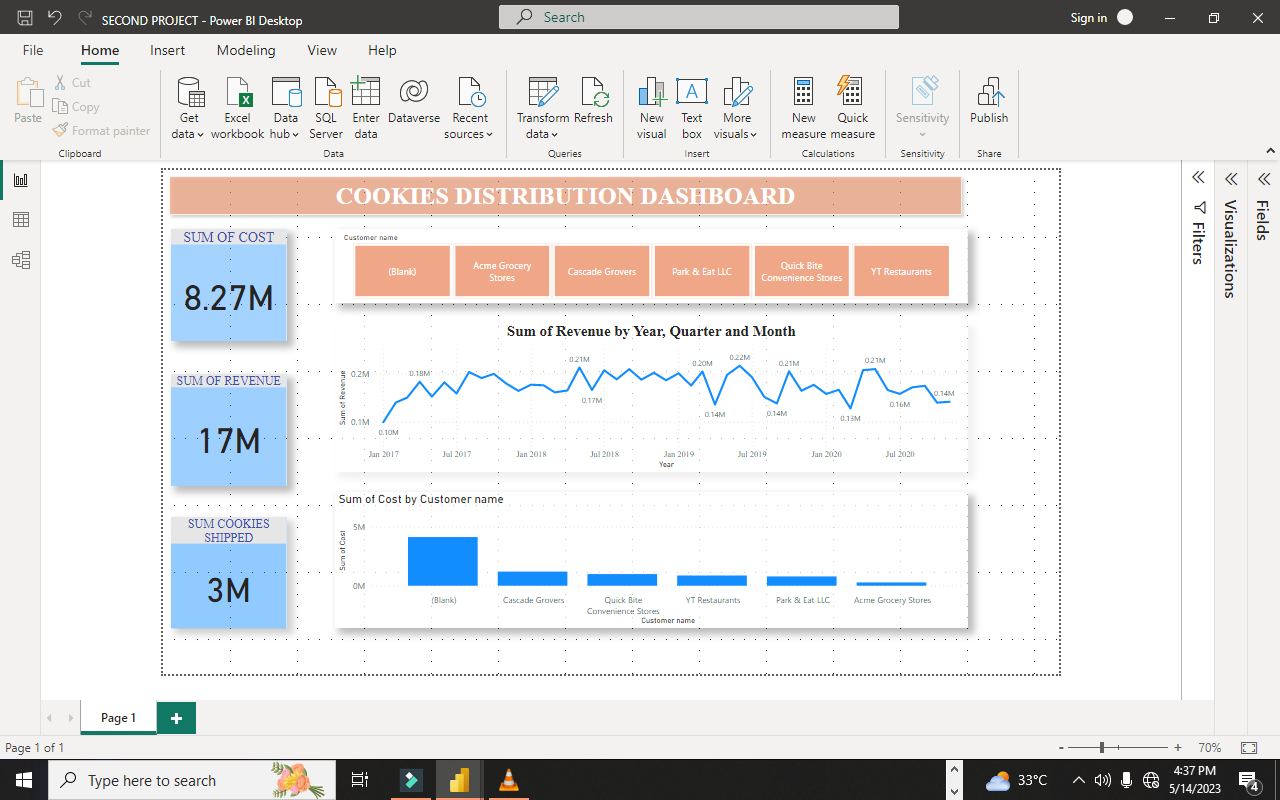 SECOND PROJECT - Power BI Desktop
Search
Sign in
File Home Insert Modeling View Help
Paste
Cut
Copy
Format painter
Clipboard
Get data
Excel workbook
Data hub
SQL Server
Enter data
Dataverse
Recent sources
Data
Transform data
Refresh
Queries
New visual
Text box
More visuals
Insert
New measure
Quick measure
Calculations
Sensitivity
Sensitivity
Publish
Share
COOKIES DISTRIBUTION DASHBOARD
SUM OF COST
8.27M
SUM OF REVENUE
17M
SUM COOKIES
SHIPPED
3M
Customer name
(Blank)
Acme Grocery
Stores
Cascade Grovers
Park & Eat LLC
Quick Bite
Convenience Stores
YT Restaurants
Sum of Revenue by Year, Quarter and Month
Sum of Revenue
0.2M
0.1M
0.10M
0.18M
0.21M
0.17M
0.20M
0.14M
0.22M
0.14M
0.21M
0.13M
0.21M
0.16M
0.14M
Jan 2017 Jul 2017 Jan 2018 Jul 2018 Jan 2019 Jul 2019 Jan 2020 Jul 2020
Year
Sum of Cost by Customer name
Sum of Cost
5M
0M
(Blank)
Cascade Grovers
Quick Bite
Convenience Stores
YT Restaurants
Park & Eat LLC
Acme Grocery Stores
Customer name
Filters
Visualizations
Fields
Page 1
Page 1 of 1
- + 70%
Type here to search
33°C
4:37 PM
5/14/2023
4